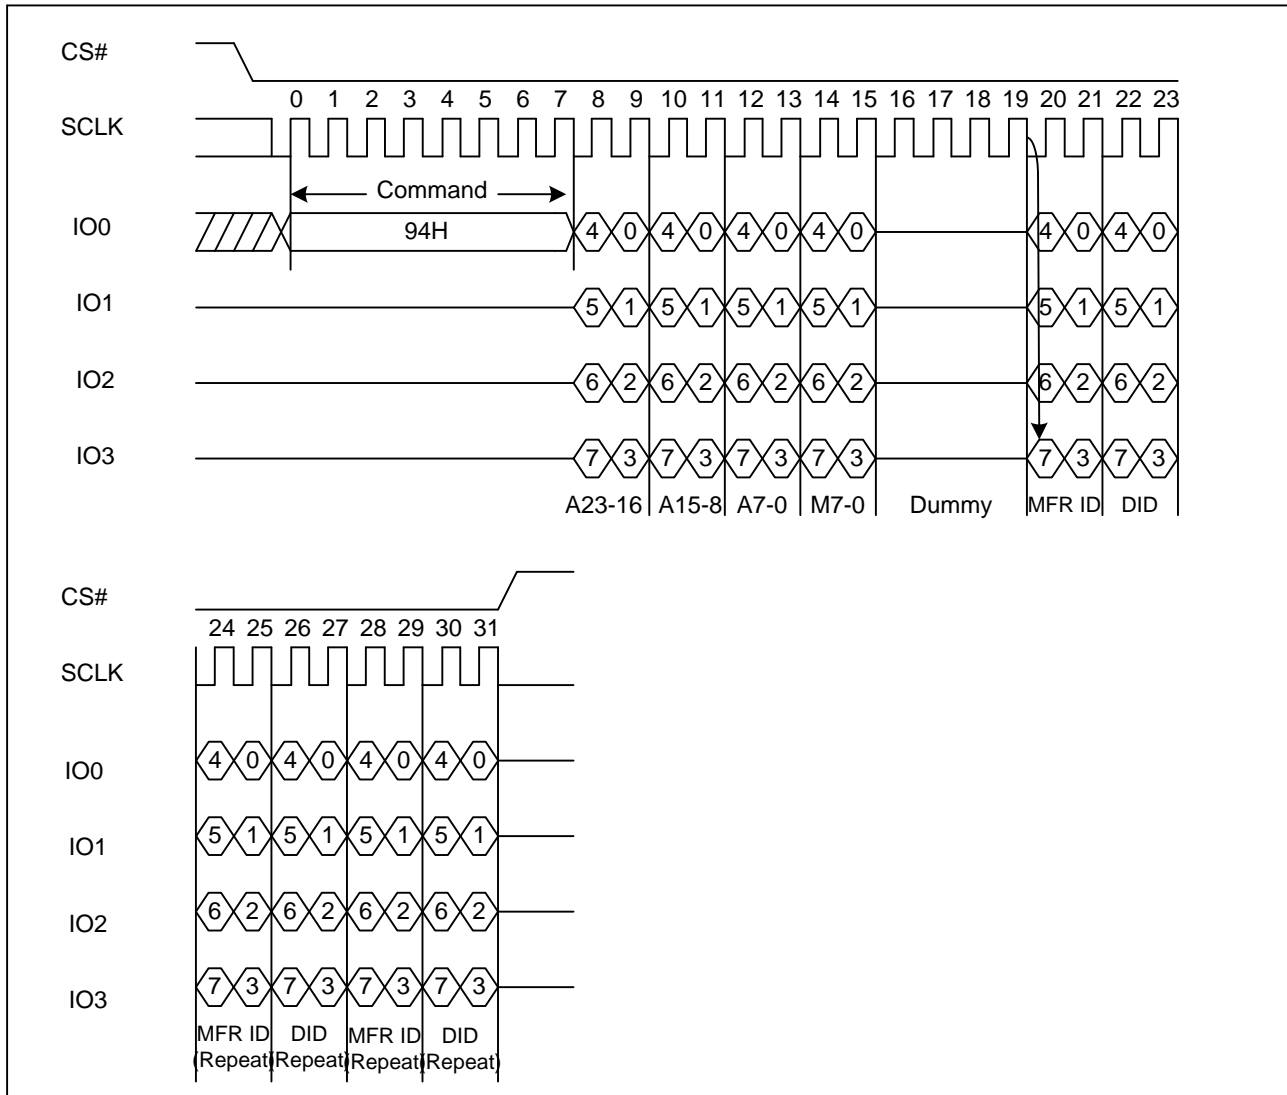 CS#
0 1 2 3 4 5 6 7 8 9 10 11 12 13 14 15 16 17 18 19 20 21 22 23
SCLK
Command
IO0 94H 4 0 4 0 4 0 4 0 4 0 4 0
IO1 5 1 5 1 5 1 5 1 5 1 5 1
IO2 6 2 6 2 6 2 6 2 6 2 6 2
IO3 7 3 7 3 7 3 7 3 7 3 7 3
A23-16 A15-8 A7-0 M7-0 Dummy MFR ID DID
CS#
24 25 26 27 28 29 30 31
SCLK
IO0 4 0 4 0 4 0 4 0
IO1 5 1 5 1 5 1 5 1
IO2 6 2 6 2 6 2 6 2
IO3 7 3 7 3 7 3 7 3
MFR ID DID MFR ID DID
(Repeat) (Repeat) (Repeat) (Repeat)